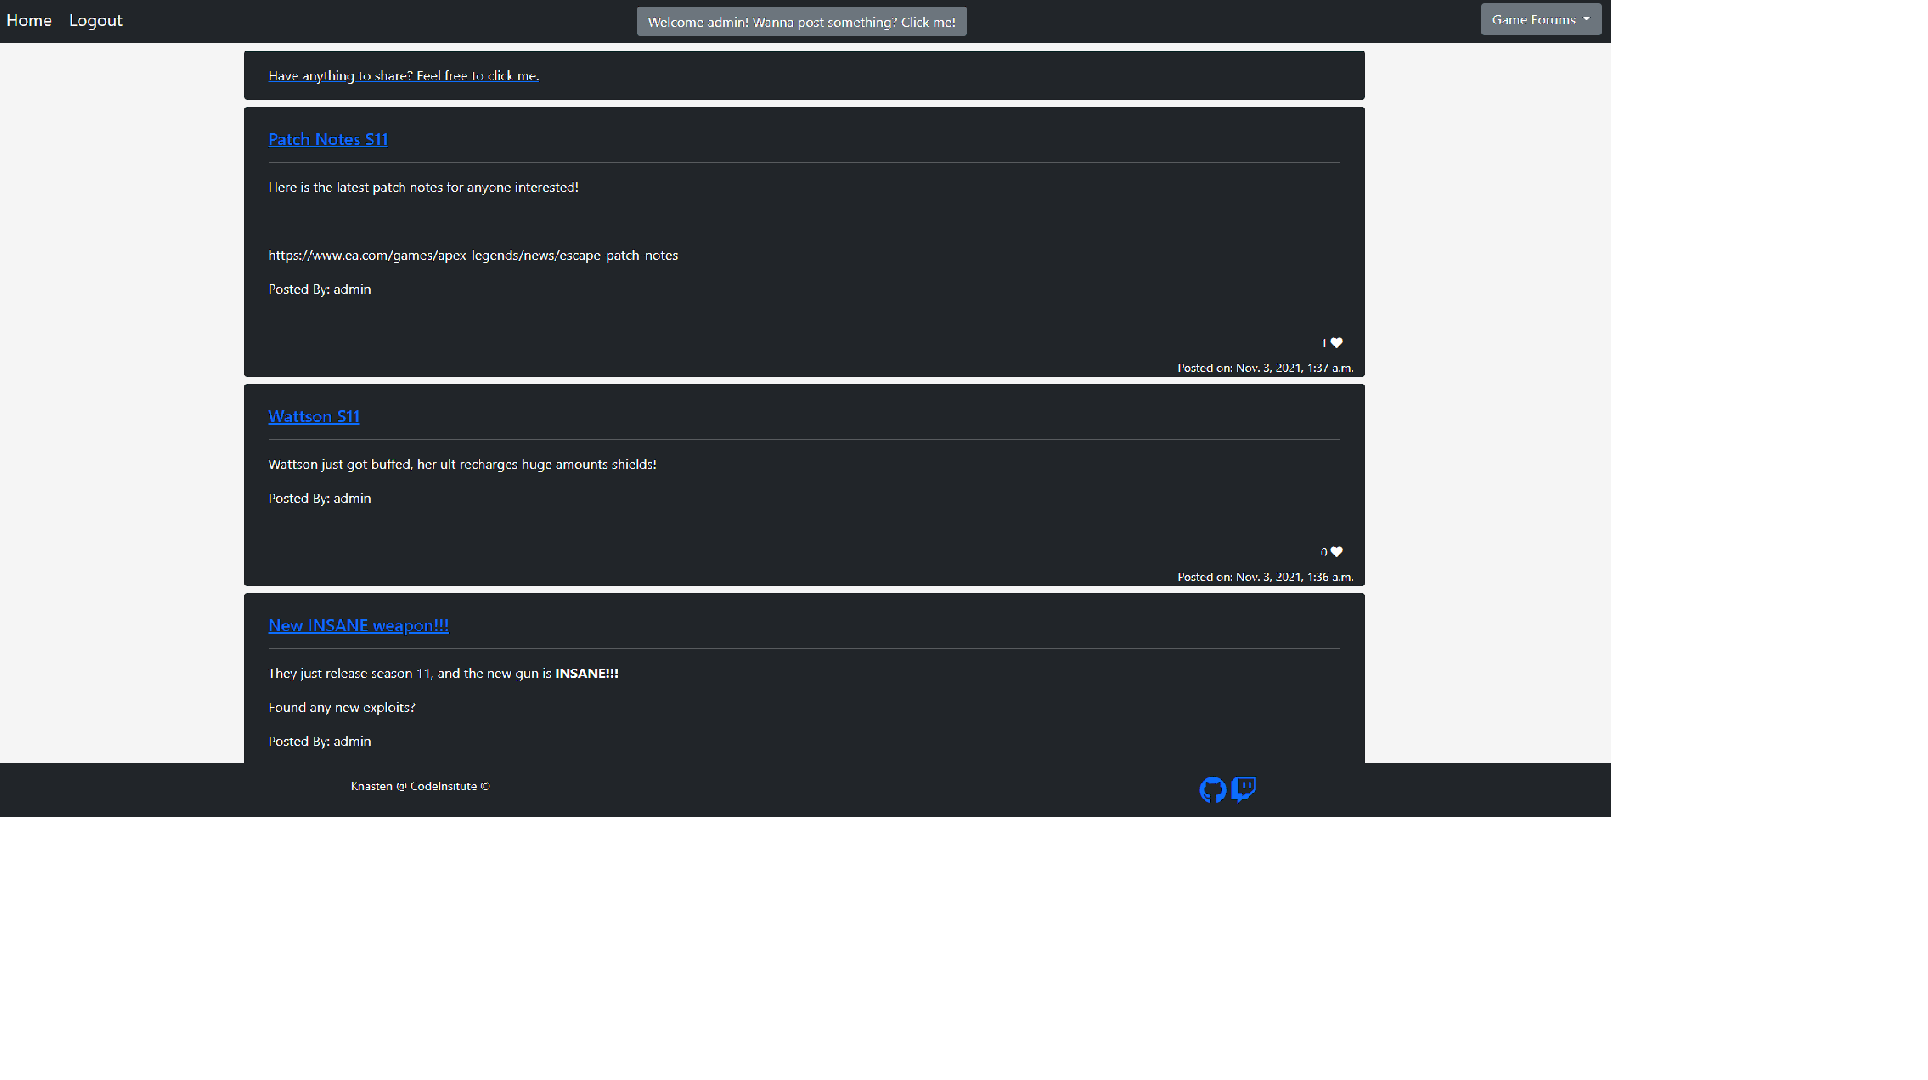 Home Logout Welcome admin! Wanna post something? Click me! Game Forums
Have anything to share? Feel free to click me.
Patch Notes S11
Here is the latest patch notes for anyone interested!
https://www.ea.com/games/apex-legends/news/escape-patch-notes
Posted By: admin
1
Posted on: Nov. 3, 2021, 1:37 a.m.
Wattson S11
Wattson just got buffed, her ult recharges huge amounts shields!
Posted By: admin
0
Posted on: Nov. 3, 2021, 1:36 a.m.
New INSANE weapon!!!
They just release season 11, and the new gun is INSANE!!!
Found any new exploits?
Posted By: admin
Knasten @ CodeInsitute ©